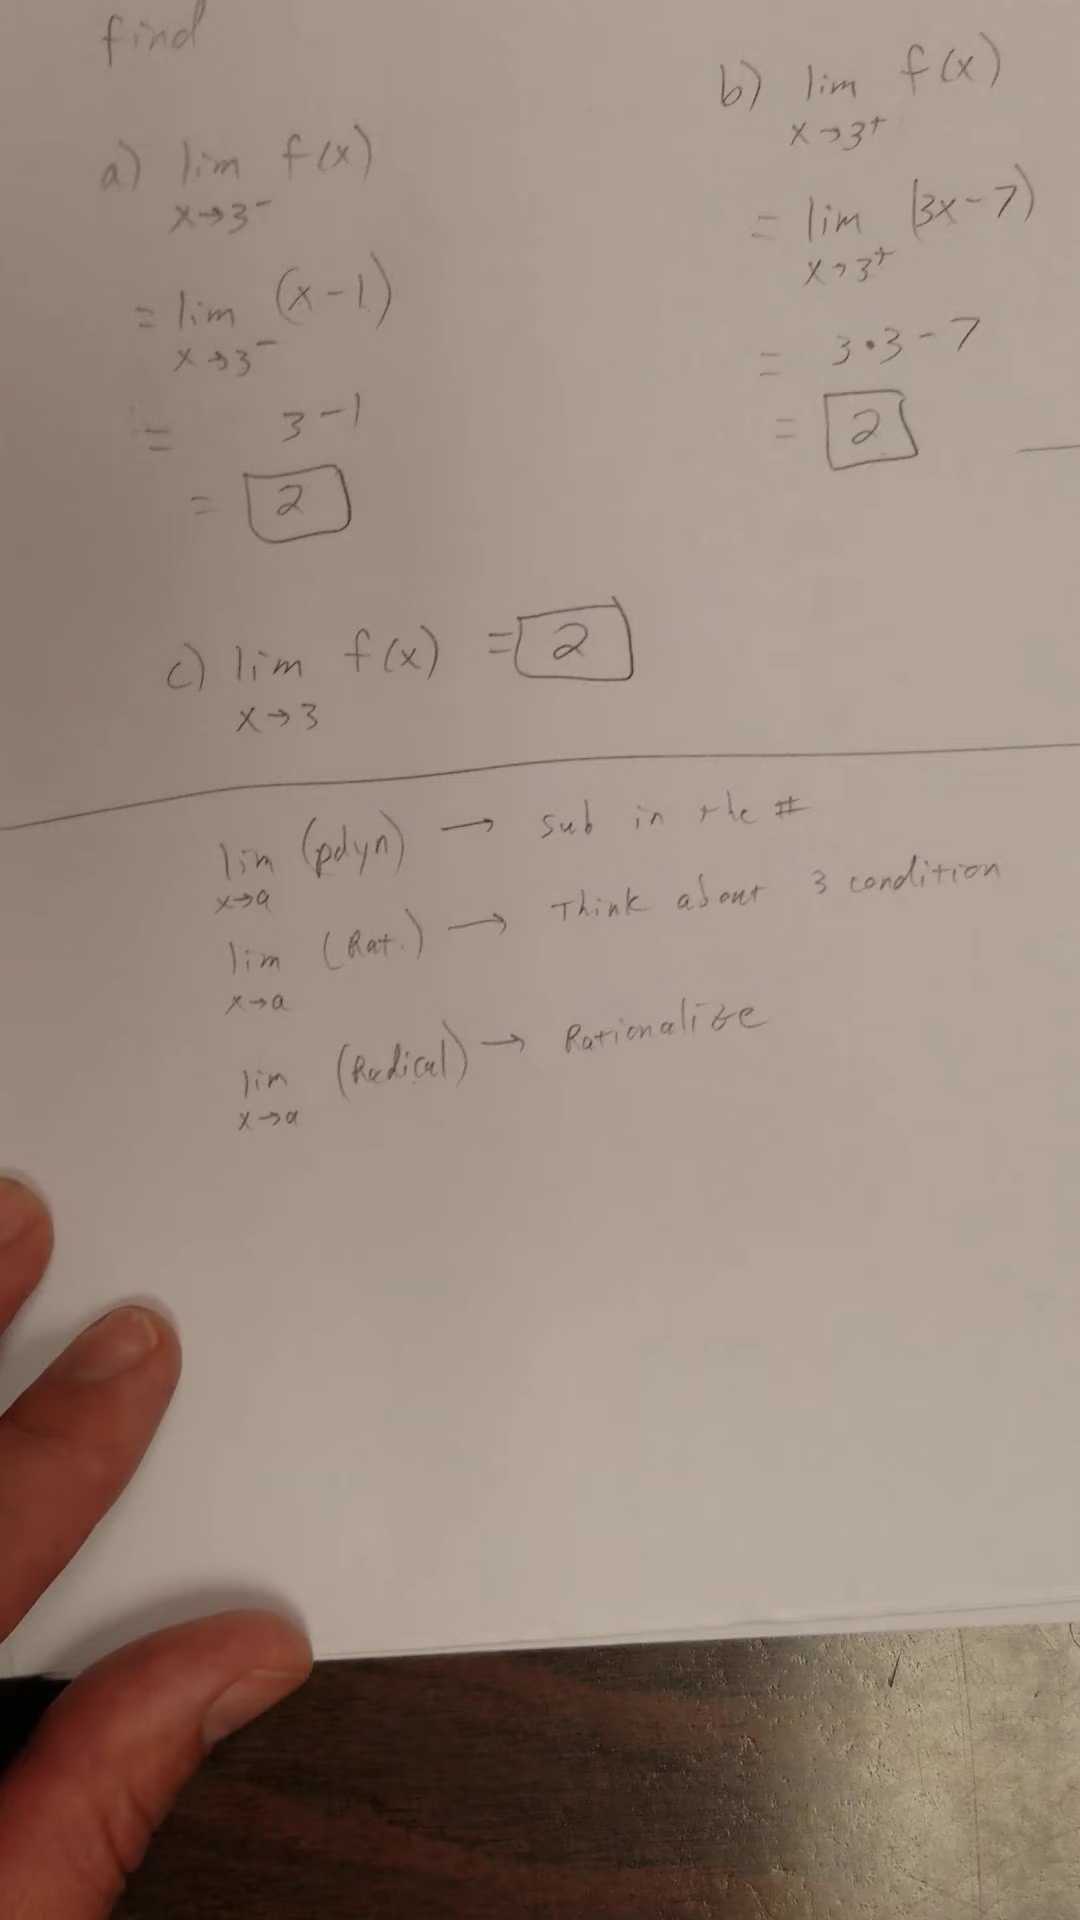 find
a) lim f(x)
x→3⁻
= lim (x-1)
x→3⁻
= 3-1
= 2
b) lim f(x)
x→3⁺
= lim (3x-7)
x→3⁺
= 3•3-7
= 2
c) lim f(x) = 2
x→3
lim (polyn) → sub in the #
x→a
lim (Rat.) → Think about 3 condition
x→a
lim (Radical) → Rationalize
x→a